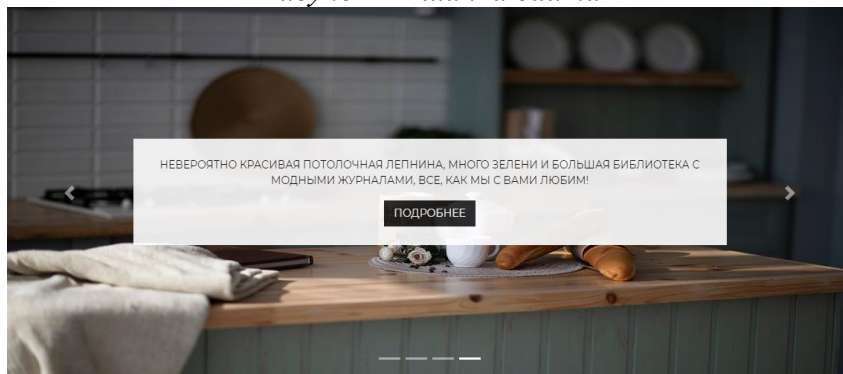 НЕВЕРОЯТНО КРАСИВАЯ ПОТОЛОЧНАЯ ЛЕПНИНА, МНОГО ЗЕЛЕНИ И БОЛЬШАЯ БИБЛИОТЕКА С
МОДНЫМИ ЖУРНАЛАМИ, ВСЕ, КАК МЫ С ВАМИ ЛЮБИМ!
ПОДРОБНЕЕ